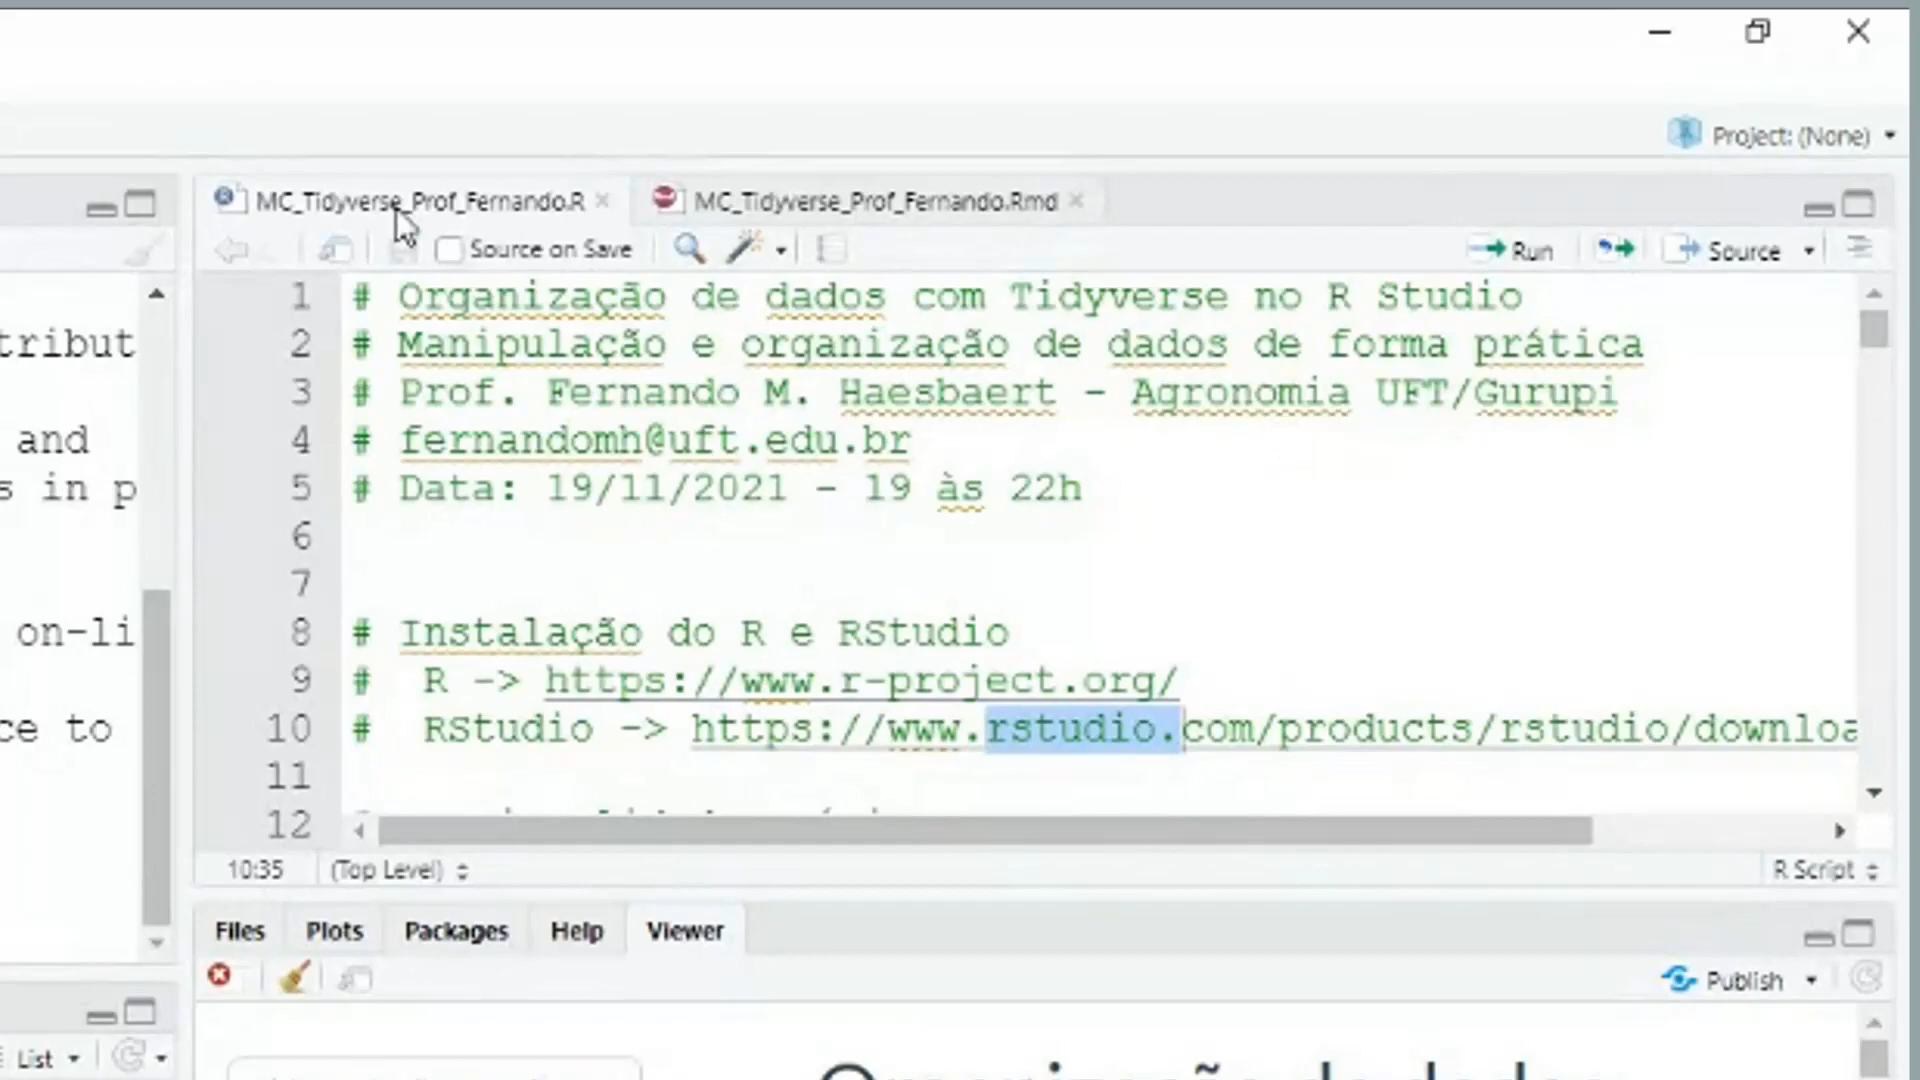 Project: (None)
MC_Tidyverse_Prof_Fernando.R
MC_Tidyverse_Prof_Fernando.Rmd
Source on Save
Run
Source
1 # Organização de dados com Tidyverse no R Studio
2 # Manipulação e organização de dados de forma prática
3 # Prof. Fernando M. Haesbaert - Agronomia UFT/Gurupi
4 # fernandomh@uft.edu.br
5 # Data: 19/11/2021 - 19 às 22h
6
7
8 # Instalação do R e RStudio
9 # R -> https://www.r-project.org/
10 # RStudio -> https://www.rstudio.com/products/rstudio/downloa
11
12
10:35 (Top Level)
R Script
tribut
and
s in p
on-li
ce to
List
Files Plots Packages Help Viewer
Publish
Organização de dados